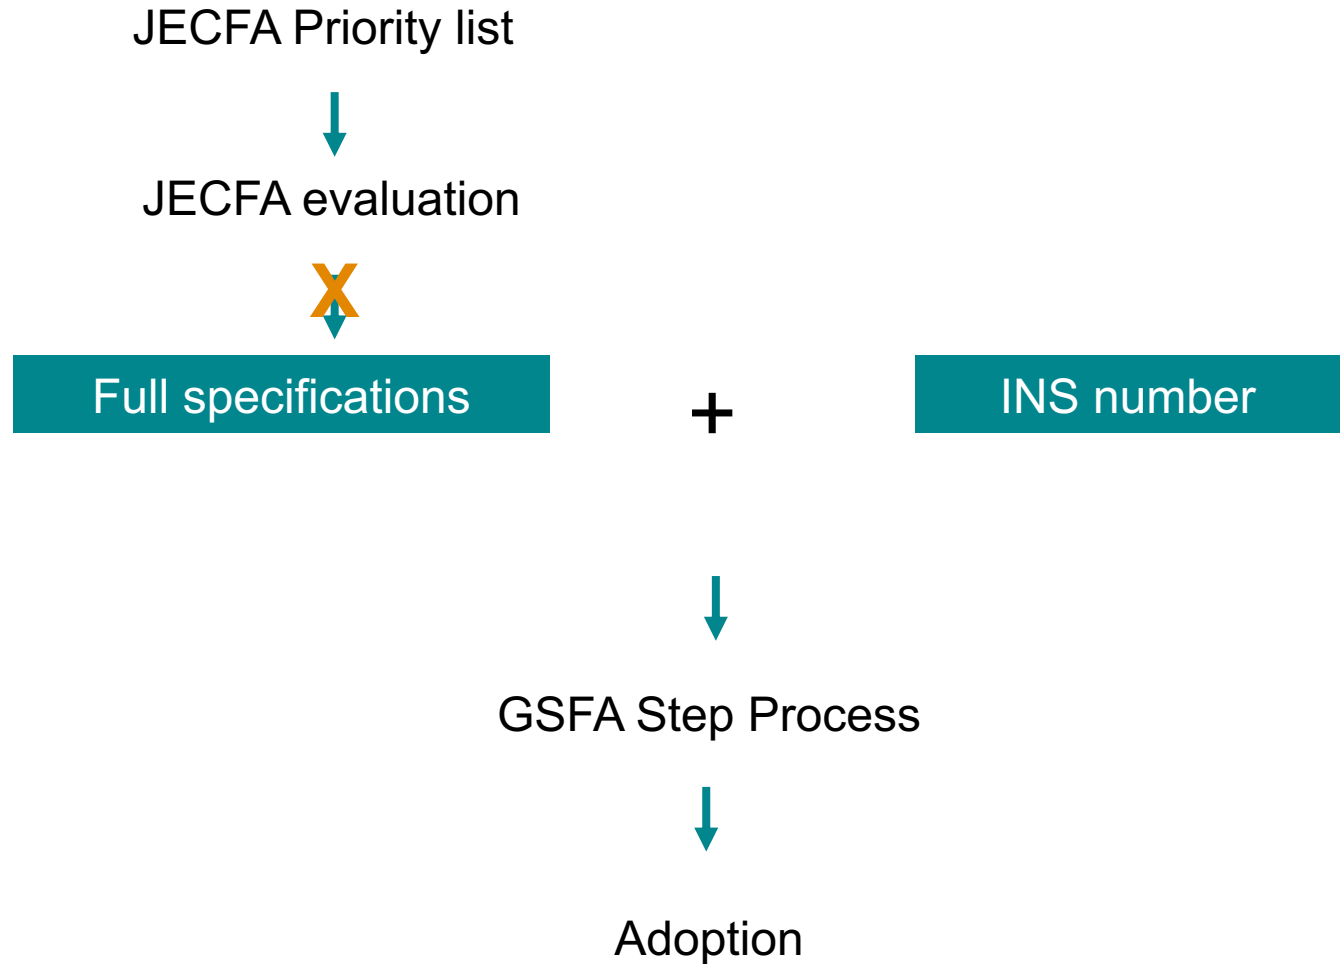 JECFA Priority list
JECFA evaluation
X
Full specifications
+
INS number
GSFA Step Process
Adoption